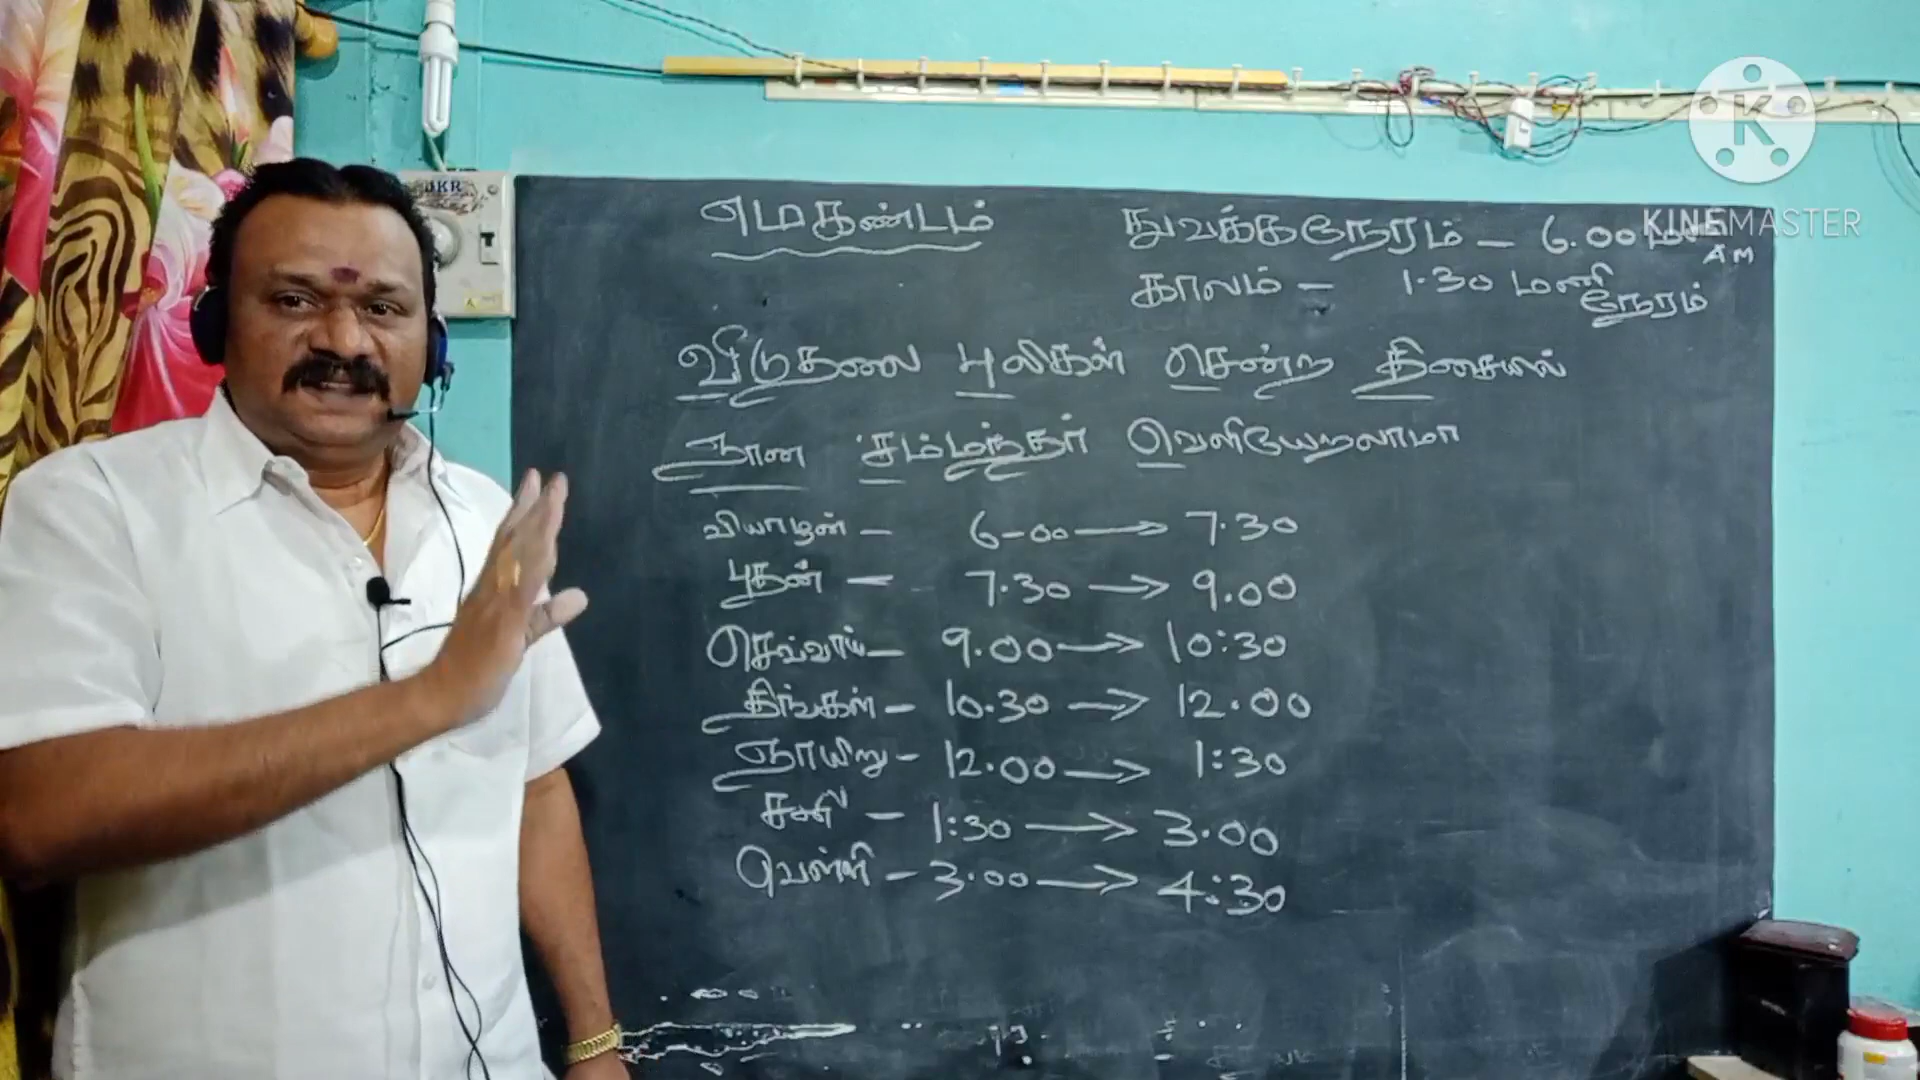 JKR
எமகண்டம்
துவக்கநேரம் – 6.00 மணி
AM
காலம் – 1.30 மணி
நேரம்
விடுதலை புலிகள் சென்ற திசையில்
ஞான சம்மந்தர் வெளியேறலாமா
வியாழன் – 6-00 → 7.30
புதன் – 7.30 → 9.00
செவ்வாய் – 9.00 → 10:30
திங்கள் – 10.30 → 12.00
ஞாயிறு – 12.00 → 1:30
சனி – 1:30 → 3.00
வெள்ளி – 3.00 → 4:30
K
KINEMASTER